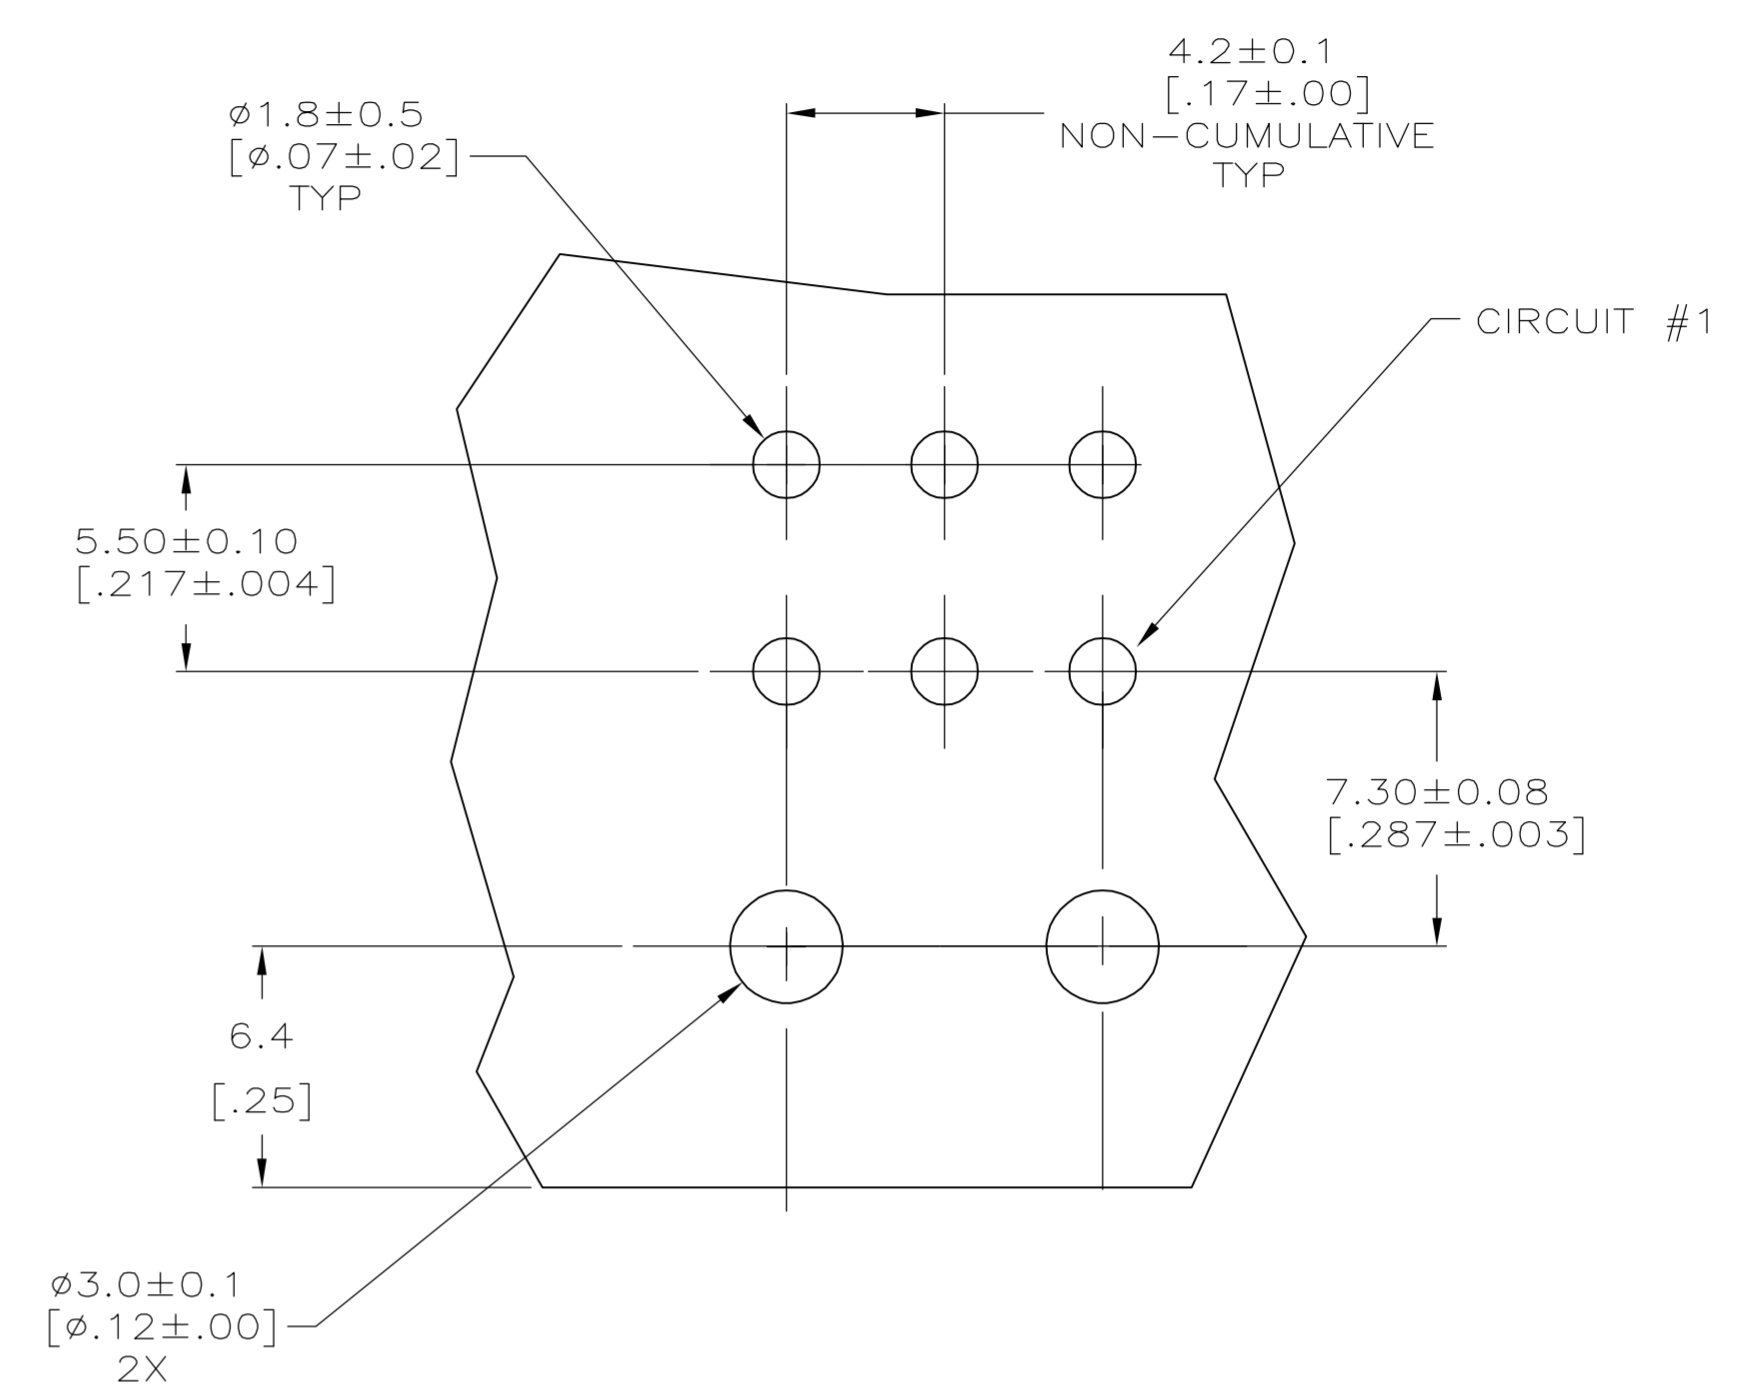 4.2±0.1
[.17±.00]
NON-CUMULATIVE
TYP
⌀1.8±0.5
[⌀.07±.02]
TYP
CIRCUIT #1
5.50±0.10
[.217±.004]
7.30±0.08
[.287±.003]
6.4
[.25]
⌀3.0±0.1
[⌀.12±.00]
2X